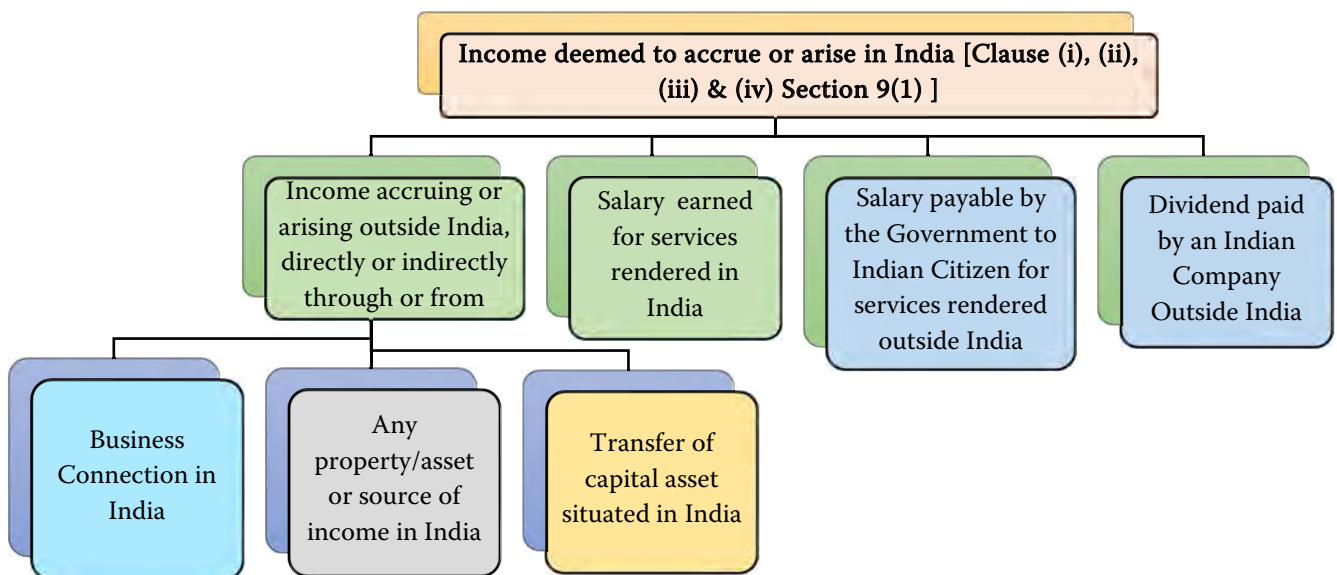 Income deemed to accrue or arise in India [Clause (i), (ii),
(iii) & (iv) Section 9(1) ]
Income accruing or
arising outside India,
directly or indirectly
through or from
Salary earned
for services
rendered in
India
Salary payable by
the Government to
Indian Citizen for
services rendered
outside India
Dividend paid
by an Indian
Company
Outside India
Business
Connection in
India
Any
property/asset
or source of
income in India
Transfer of
capital asset
situated in India